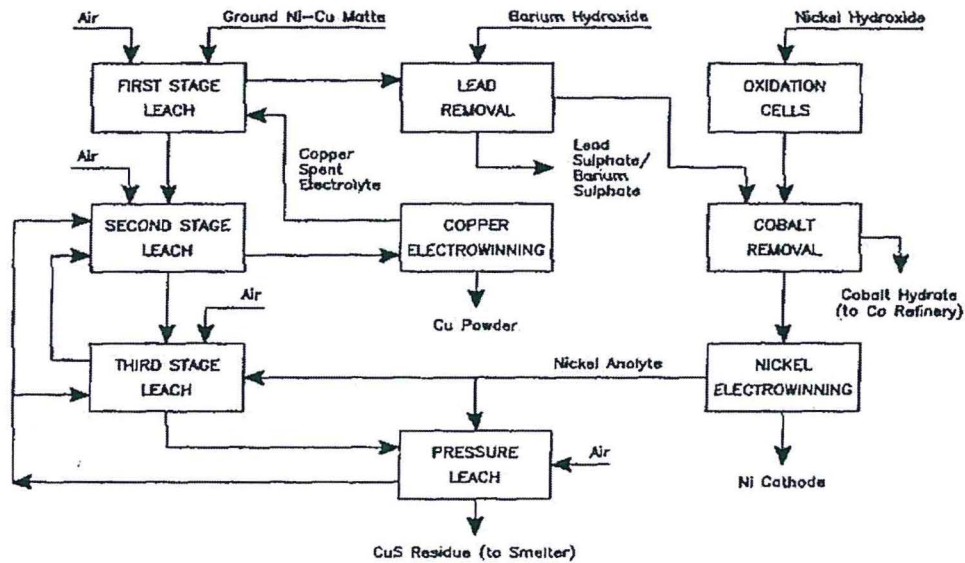 Air
Ground Ni-Cu Matte
Barium Hydroxide
Nickel Hydroxide
FIRST STAGE
LEACH
LEAD
REMOVAL
OXIDATION
CELLS
Air
Copper
Spent
Electrolyte
Lead
Sulphate/
Barium
Sulphate
SECOND STAGE
LEACH
COPPER
ELECTROWINNING
COBALT
REMOVAL
Air
Cu Powder
Cobalt Hydrate
(to Co Refinery)
THIRD STAGE
LEACH
Nickel Anolyte
NICKEL
ELECTROWINNING
PRESSURE
LEACH
Air
Ni Cathode
CuS Residue (to Smelter)